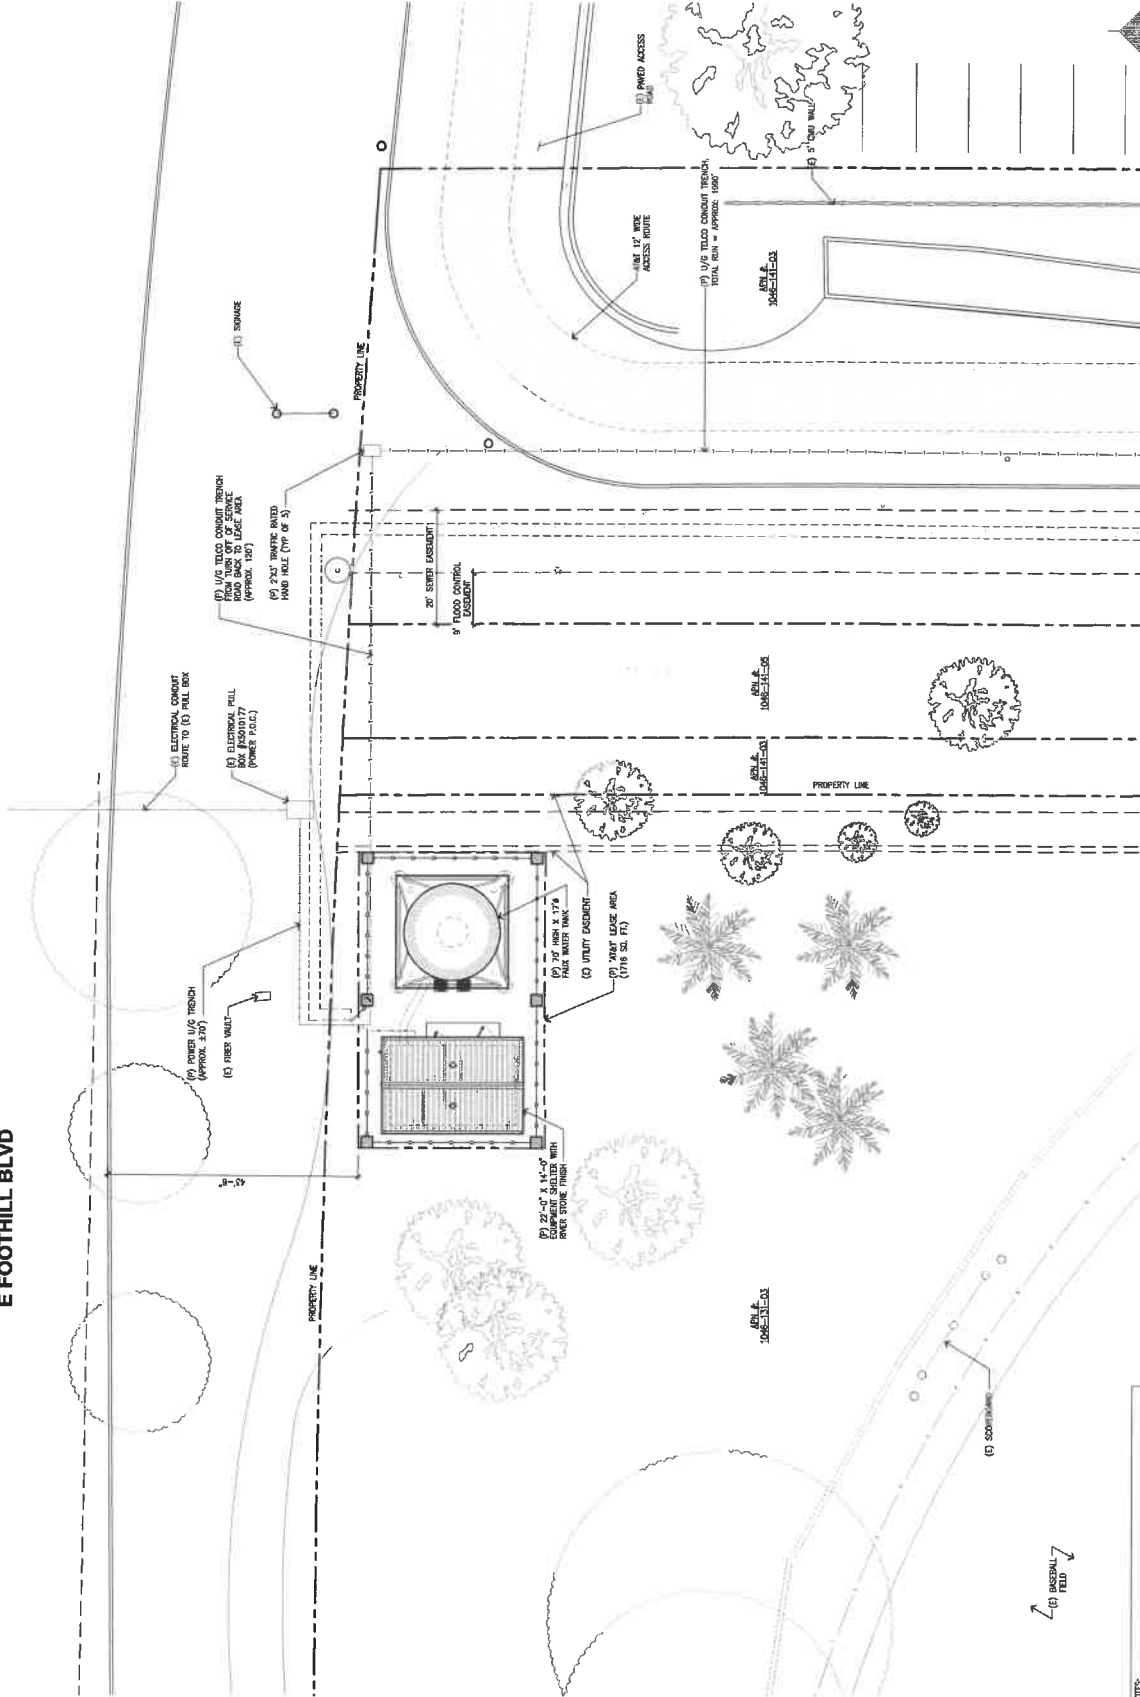 E FOOTHILL BLVD
(E) ELECTRICAL CONDUIT
ROUTE TO (E) PULL BOX
(E) ELECTRICAL PULL
(POWER P.O.C.)
(P) U/G TELCO CONDUIT TRENCH
FROM TURN OFF OF SERVICE
ROAD BACK TO LEASE AREA
(APPROX. 120')
(P) 2'X3' TRAFFIC RATED
HAND HOLE (TYP OF 5)
(E) SIGNAGE
PROPERTY LINE
(P) POWER U/G TRENCH
(APPROX. ±70')
(E) FIBER VAULT
PROPERTY LINE
20' SEWER EASEMENT
9' FLOOD CONTROL
EASEMENT
(E) PAVED ACCESS
ROAD
AT&T 12' WIDE
ACCESS ROUTE
(P) U/G TELCO CONDUIT TRENCH.
TOTAL RUN = APPROX: 1990'
(E) 5' CMU WALL
APN #:
1046-141-03
APN #:
1046-141-05
APN #:
1046-141-03
PROPERTY LINE
(P) 70' HIGH X 17'ø
FAUX WATER TANK
(E) UTILITY EASEMENT
(P) AT&T LEASE AREA
(1716 SQ. FT.)
(P) 22'-0" X 14'-0"
EQUIPMENT SHELTER WITH
RIVER STONE FINISH
APN #:
1046-131-03
(E) SCOREBOARD
(E) BASEBALL
FIELD